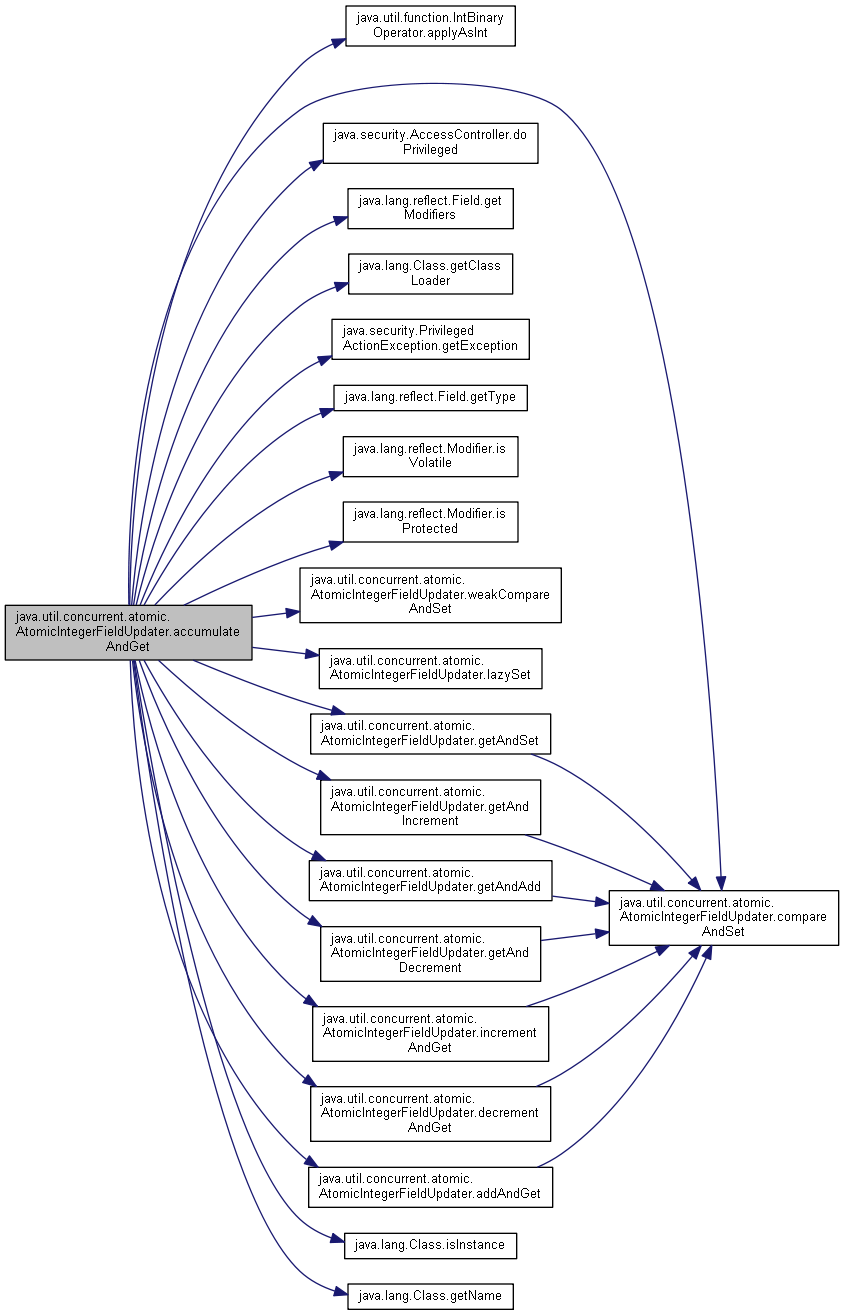 java.util.function.IntBinary
Operator.applyAsInt
java.security.AccessController.do
Privileged
java.lang.reflect.Field.get
Modifiers
java.lang.Class.getClass
Loader
java.security.Privileged
ActionException.getException
java.lang.reflect.Field.getType
java.lang.reflect.Modifier.is
Volatile
java.lang.reflect.Modifier.is
Protected
java.util.concurrent.atomic.
AtomicIntegerFieldUpdater.weakCompare
AndSet
java.util.concurrent.atomic.
AtomicIntegerFieldUpdater.accumulate
AndGet
java.util.concurrent.atomic.
AtomicIntegerFieldUpdater.lazySet
java.util.concurrent.atomic.
AtomicIntegerFieldUpdater.getAndSet
java.util.concurrent.atomic.
AtomicIntegerFieldUpdater.getAnd
Increment
java.util.concurrent.atomic.
AtomicIntegerFieldUpdater.getAndAdd
java.util.concurrent.atomic.
AtomicIntegerFieldUpdater.compare
AndSet
java.util.concurrent.atomic.
AtomicIntegerFieldUpdater.getAnd
Decrement
java.util.concurrent.atomic.
AtomicIntegerFieldUpdater.increment
AndGet
java.util.concurrent.atomic.
AtomicIntegerFieldUpdater.decrement
AndGet
java.util.concurrent.atomic.
AtomicIntegerFieldUpdater.addAndGet
java.lang.Class.isInstance
java.lang.Class.getName